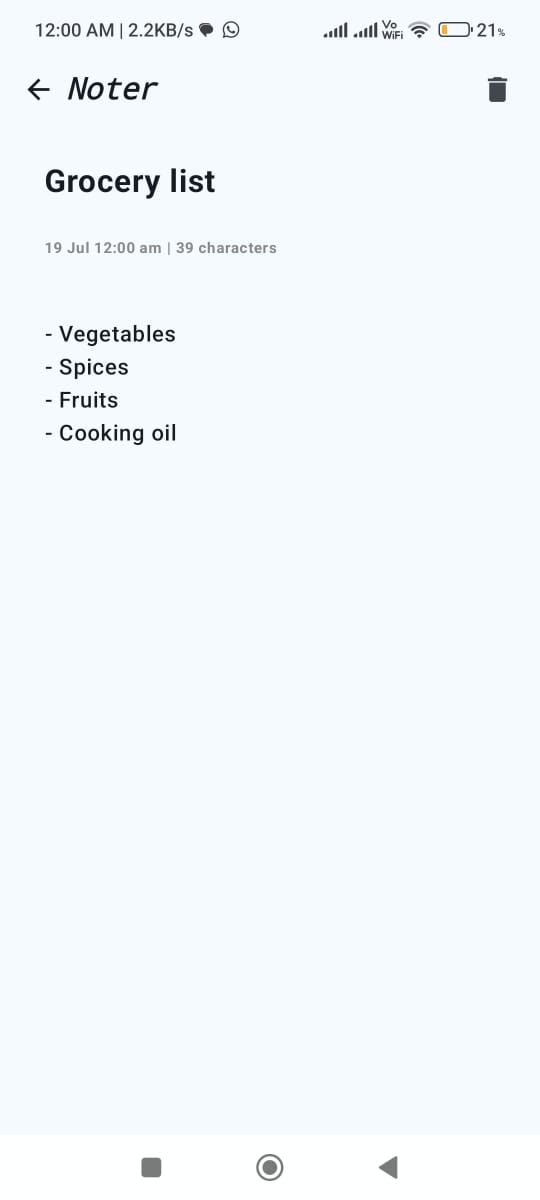 12:00 AM | 2.2KB/s Vo WiFi 21%
Noter
Grocery list
19 Jul 12:00 am | 39 characters
- Vegetables
- Spices
- Fruits
- Cooking oil